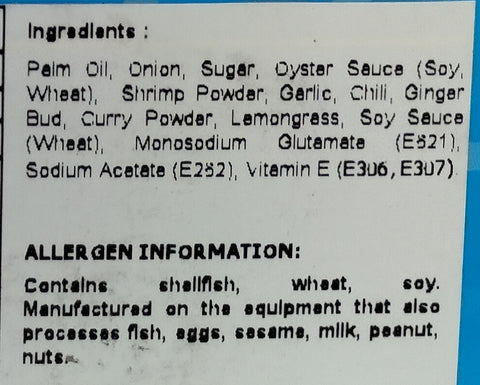 Ingredients :
Palm Oil, Onion, Sugar, Oyster Sauce (Soy,
Wheat), Shrimp Powder, Garlic, Chili, Ginger
Bud, Curry Powder, Lemongrass, Soy Sauce
(Wheat), Monosodium Glutamate (E621),
Sodium Acetate (E262), Vitamin E (E306, E307).
ALLERGEN INFORMATION:
Contains shellfish, wheat, soy.
Manufactured on the equipment that also
processes fish, eggs, sesame, milk, peanut,
nuts.